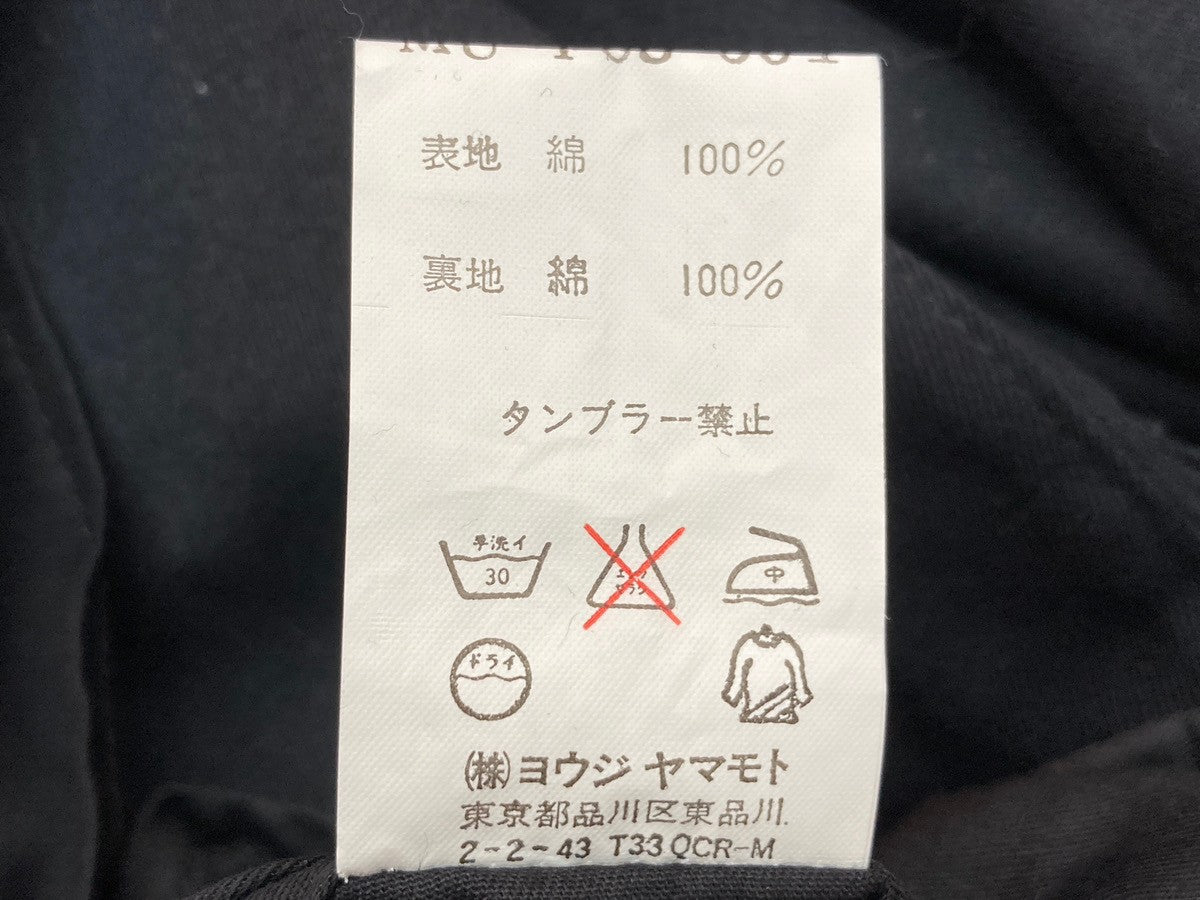 表地 綿 100%
裏地 綿 100%
タンブラー禁止
手洗イ
30
中
ドライ
㈱ヨウジ ヤマモト
東京都品川区東品川
2-2-43 T33QCR-M